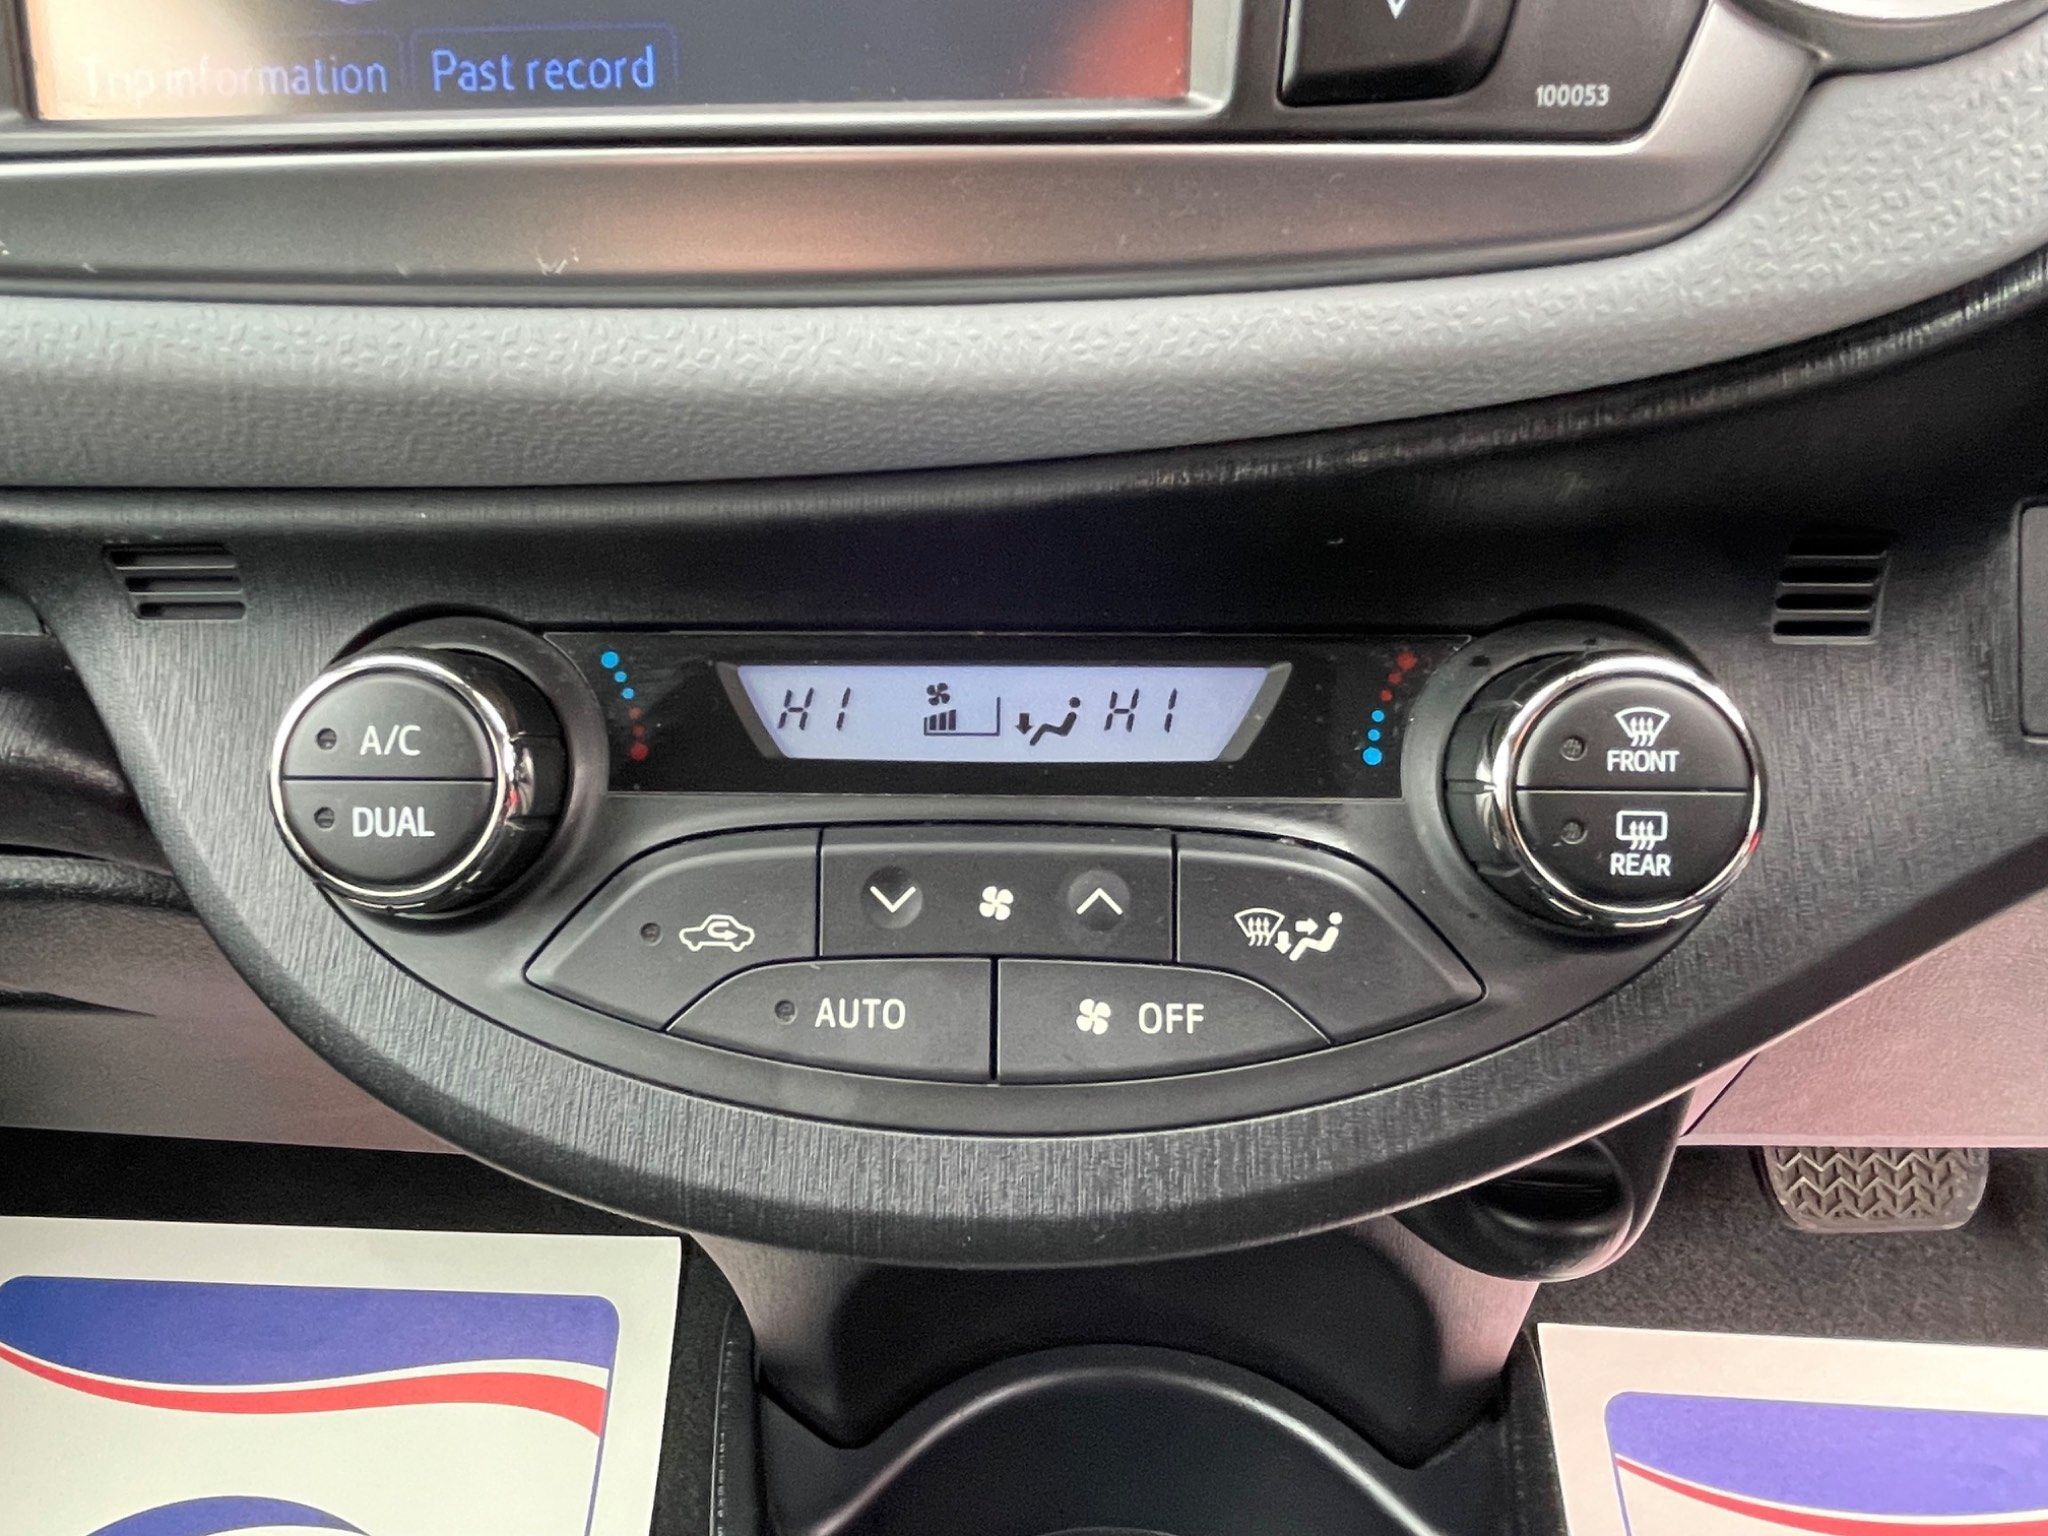 Trip information Past record
100053
HI HI
A/C
DUAL
FRONT
REAR
AUTO OFF